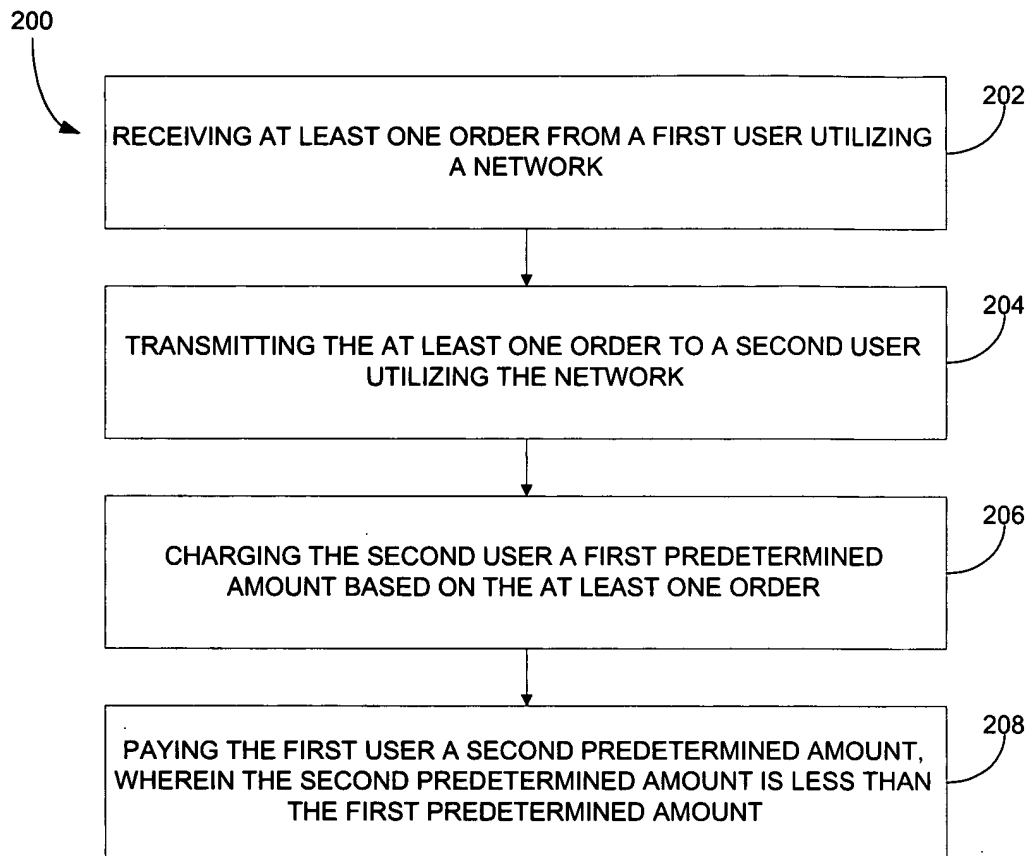 200
202
RECEIVING AT LEAST ONE ORDER FROM A FIRST USER UTILIZING
A NETWORK
204
TRANSMITTING THE AT LEAST ONE ORDER TO A SECOND USER
UTILIZING THE NETWORK
206
CHARGING THE SECOND USER A FIRST PREDETERMINED
AMOUNT BASED ON THE AT LEAST ONE ORDER
208
PAYING THE FIRST USER A SECOND PREDETERMINED AMOUNT,
WHEREIN THE SECOND PREDETERMINED AMOUNT IS LESS THAN
THE FIRST PREDETERMINED AMOUNT